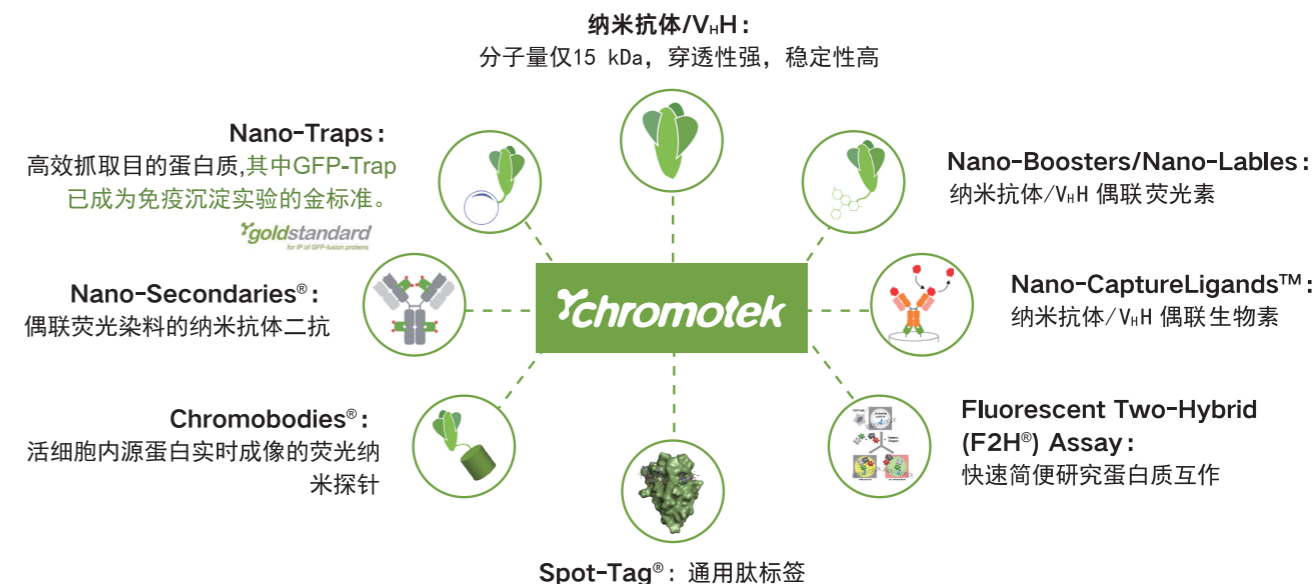 纳米抗体/VHH：
分子量仅15 kDa，穿透性强，稳定性高
Nano-Traps：
高效抓取目的蛋白质,其中GFP-Trap
已成为免疫沉淀实验的金标准。
goldstandard
for IP of GFP-fusion proteins
Nano-Boosters/Nano-Lables：
纳米抗体/VHH 偶联荧光素
Nano-Secondaries®：
偶联荧光染料的纳米抗体二抗
chromotek
Nano-CaptureLigands™：
纳米抗体/VHH 偶联生物素
Chromobodies®：
活细胞内源蛋白实时成像的荧光纳
米探针
Fluorescent Two-Hybrid
(F2H®) Assay：
快速简便研究蛋白质互作
Spot-Tag®：通用肽标签